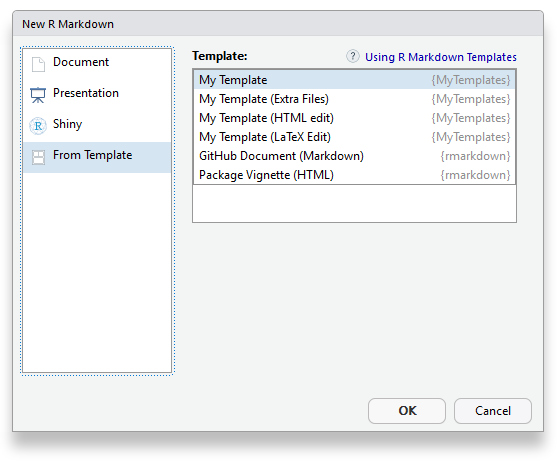 New R Markdown
Document
Presentation
R Shiny
From Template
Template: ? Using R Markdown Templates
My Template {MyTemplates}
My Template (Extra Files) {MyTemplates}
My Template (HTML edit) {MyTemplates}
My Template (LaTeX Edit) {MyTemplates}
GitHub Document (Markdown) {rmarkdown}
Package Vignette (HTML) {rmarkdown}
OK Cancel